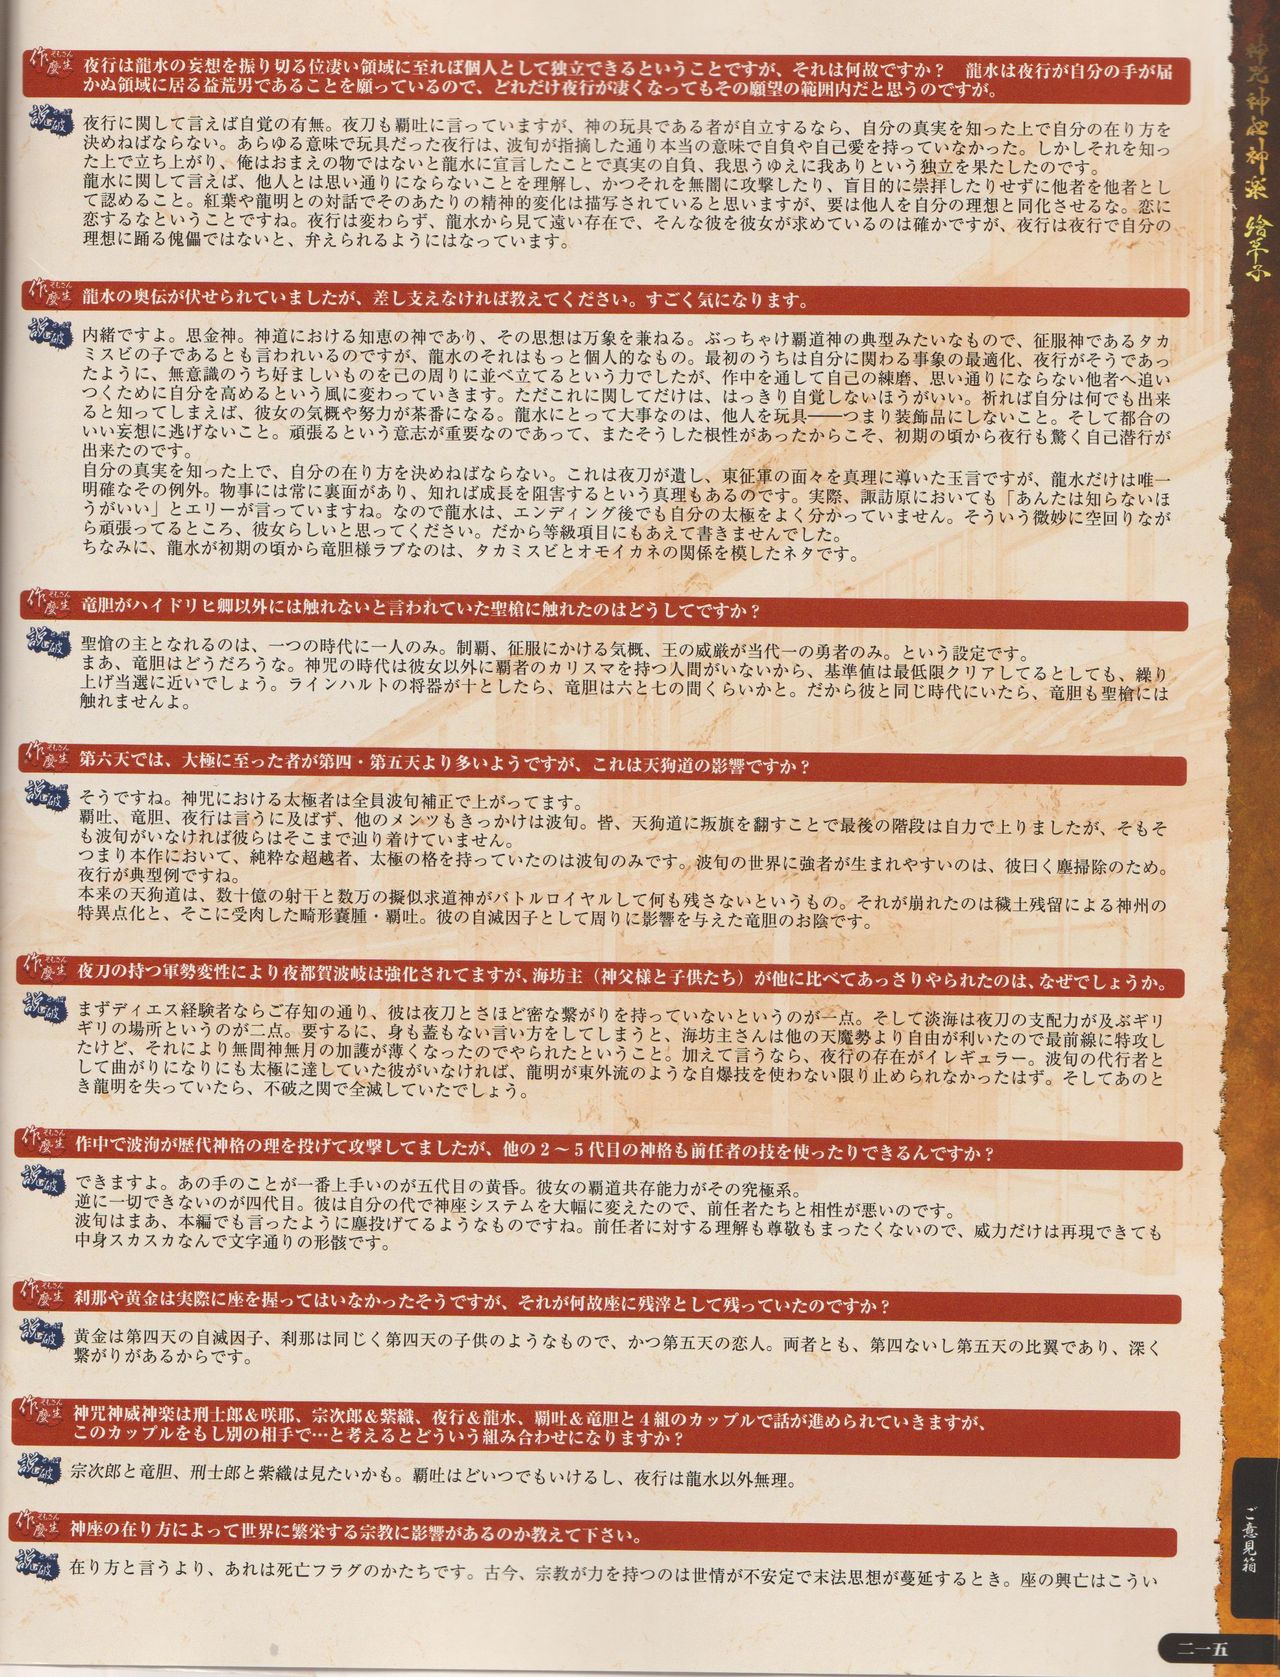 神咒神威神楽 繪草子
作麼生 そもさん
夜行は龍水の妄想を振り切る位凄い領域に至れば個人として独立できるということですが、それは何故ですか？　龍水は夜行が自分の手が届
かぬ領域に居る益荒男であることを願っているので、どれだけ夜行が凄くなってもその願望の範囲内だと思うのですが。
説破
夜行に関して言えば自覚の有無。夜刀も覇吐に言っていますが、神の玩具である者が自立するなら、自分の真実を知った上で自分の在り方を
決めねばならない。あらゆる意味で玩具だった夜行は、波旬が指摘した通り本当の意味で自負や自己愛を持っていなかった。しかしそれを知っ
た上で立ち上がり、俺はおまえの物ではないと龍水に宣言したことで真実の自負、我思うゆえに我ありという独立を果たしたのです。
龍水に関して言えば、他人とは思い通りにならないことを理解し、かつそれを無闇に攻撃したり、盲目的に崇拝したりせずに他者を他者とし
て認めること。紅葉や龍明との対話でそのあたりの精神的変化は描写されていると思いますが、要は他人を自分の理想と同化させるな。恋に
恋するなということですね。夜行は変わらず、龍水から見て遠い存在で、そんな彼を彼女が求めているのは確かですが、夜行は夜行で自分の
理想に踊る傀儡ではないと、弁えられるようにはなっています。
作麼生 そもさん
龍水の奥伝が伏せられていましたが、差し支えなければ教えてください。すごく気になります。
説破
内緒ですよ。思金神。神道における知恵の神であり、その思想は万象を兼ねる。ぶっちゃけ覇道神の典型みたいなもので、征服神であるタカ
ミスビの子であるとも言われいるのですが、龍水のそれはもっと個人的なもの。最初のうちは自分に関わる事象の最適化、夜行がそうであっ
たように、無意識のうち好ましいものを己の周りに並べ立てるという力でしたが、作中を通して自己の練磨、思い通りにならない他者へ追い
つくために自分を高めるという風に変わっていきます。ただこれに関してだけは、はっきり自覚しないほうがいい。祈れば自分は何でも出来
ると知ってしまえば、彼女の気概や努力が茶番になる。龍水にとって大事なのは、他人を玩具――つまり装飾品にしないこと。そして都合の
いい妄想に逃げないこと。頑張るという意志が重要なのであって、またそうした根性があったからこそ、初期の頃から夜行も驚く自己潜行が
出来たのです。
自分の真実を知った上で、自分の在り方を決めねばならない。これは夜刀が遺し、東征軍の面々を真理に導いた玉言ですが、龍水だけは唯一
明確なその例外。物事には常に裏面があり、知れば成長を阻害するという真理もあるのです。実際、諏訪原においても「あんたは知らないほ
うがいい」とエリーが言っていますね。なので龍水は、エンディング後でも自分の太極をよく分かっていません。そういう微妙に空回りなが
ら頑張ってるところ、彼女らしいと思ってください。だから等級項目にもあえて書きませんでした。
ちなみに、龍水が初期の頃から竜胆様ラブなのは、タカミスビとオモイカネの関係を模したネタです。
作麼生 そもさん
竜胆がハイドリヒ卿以外には触れないと言われていた聖槍に触れたのはどうしてですか？
説破
聖愴の主となれるのは、一つの時代に一人のみ。制覇、征服にかける気概、王の威厳が当代一の勇者のみ。という設定です。
まあ、竜胆はどうだろうな。神咒の時代は彼女以外に覇者のカリスマを持つ人間がいないから、基準値は最低限クリアしてるとしても、繰り
上げ当選に近いでしょう。ラインハルトの将器が十としたら、竜胆は六と七の間くらいかと。だから彼と同じ時代にいたら、竜胆も聖槍には
触れませんよ。
作麼生 そもさん
第六天では、大極に至った者が第四・第五天より多いようですが、これは天狗道の影響ですか？
説破
そうですね。神咒における太極者は全員波旬補正で上がってます。
覇吐、竜胆、夜行は言うに及ばず、他のメンツもきっかけは波旬。皆、天狗道に叛旗を翻すことで最後の階段は自力で上りましたが、そもそ
も波旬がいなければ彼らはそこまで辿り着けていません。
つまり本作において、純粋な超越者、太極の格を持っていたのは波旬のみです。波旬の世界に強者が生まれやすいのは、彼曰く塵掃除のため。
夜行が典型例ですね。
本来の天狗道は、数十億の射干と数万の擬似求道神がバトルロイヤルして何も残さないというもの。それが崩れたのは穢土残留による神州の
特異点化と、そこに受肉した畸形嚢腫・覇吐。彼の自滅因子として周りに影響を与えた竜胆のお陰です。
作麼生 そもさん
夜刀の持つ軍勢変性により夜都賀波岐は強化されてますが、海坊主（神父様と子供たち）が他に比べてあっさりやられたのは、なぜでしょうか。
説破
まずディエス経験者ならご存知の通り、彼は夜刀とさほど密な繋がりを持っていないというのが一点。そして淡海は夜刀の支配力が及ぶギリ
ギリの場所というのが二点。要するに、身も蓋もない言い方をしてしまうと、海坊主さんは他の天魔勢より自由が利いたので最前線に特攻し
たけど、それにより無間神無月の加護が薄くなったのでやられたということ。加えて言うなら、夜行の存在がイレギュラー。波旬の代行者と
して曲がりになりにも太極に達していた彼がいなければ、龍明が東外流のような自爆技を使わない限り止められなかったはず。そしてあのと
き龍明を失っていたら、不破之関で全滅していたでしょう。
作麼生 そもさん
作中で波洵が歴代神格の理を投げて攻撃してましたが、他の２～５代目の神格も前任者の技を使ったりできるんですか？
説破
できますよ。あの手のことが一番上手いのが五代目の黄昏。彼女の覇道共存能力がその究極系。
逆に一切できないのが四代目。彼は自分の代で神座システムを大幅に変えたので、前任者たちと相性が悪いのです。
波旬はまあ、本編でも言ったように塵投げてるようなものですね。前任者に対する理解も尊敬もまったくないので、威力だけは再現できても
中身スカスカなんで文字通りの形骸です。
作麼生 そもさん
刹那や黄金は実際に座を握ってはいなかったそうですが、それが何故座に残滓として残っていたのですか？
説破
黄金は第四天の自滅因子、刹那は同じく第四天の子供のようなもので、かつ第五天の恋人。両者とも、第四ないし第五天の比翼であり、深く
繋がりがあるからです。
作麼生 そもさん
神咒神威神楽は刑士郎＆咲耶、宗次郎＆紫織、夜行＆龍水、覇吐＆竜胆と４組のカップルで話が進められていきますが、
このカップルをもし別の相手で…と考えるとどういう組み合わせになりますか？
説破
宗次郎と竜胆、刑士郎と紫織は見たいかも。覇吐はどいつでもいけるし、夜行は龍水以外無理。
作麼生 そもさん
神座の在り方によって世界に繁栄する宗教に影響があるのか教えて下さい。
説破
在り方と言うより、あれは死亡フラグのかたちです。古今、宗教が力を持つのは世情が不安定で末法思想が蔓延するとき。座の興亡はこうい
ご意見箱
二一五